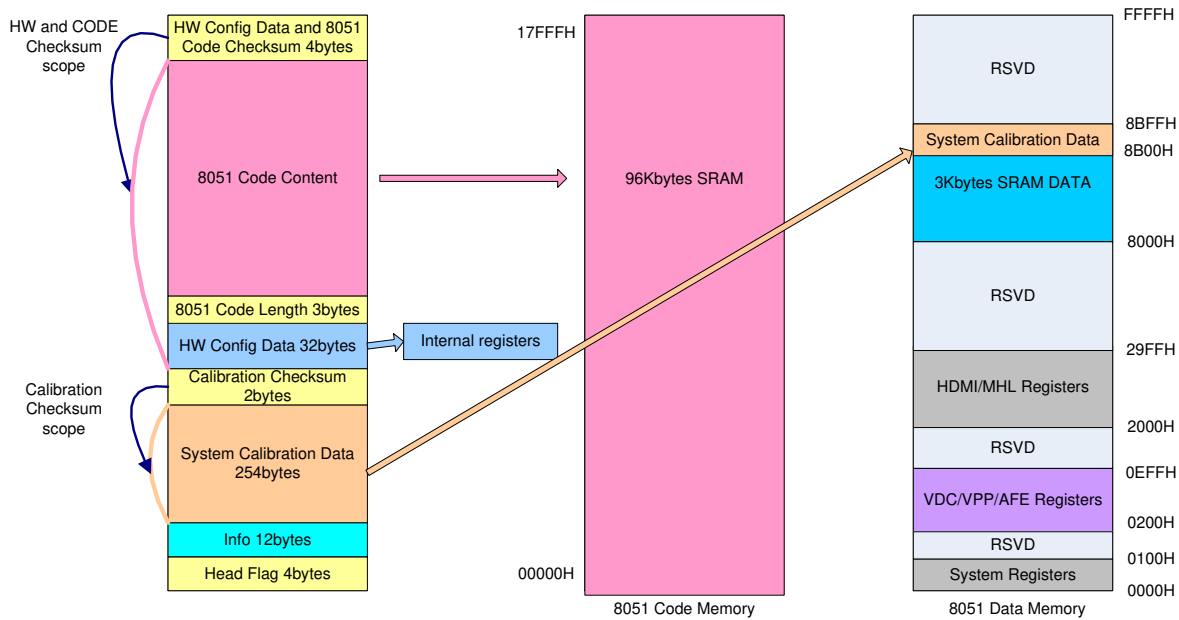 HW and CODE
Checksum
scope
HW Config Data and 8051
Code Checksum 4bytes
8051 Code Content
8051 Code Length 3bytes
HW Config Data 32bytes
Calibration Checksum
2bytes
System Calibration Data
254bytes
Info 12bytes
Head Flag 4bytes
Calibration
Checksum
scope
Internal registers
17FFFH
96Kbytes SRAM
00000H
8051 Code Memory
RSVD
System Calibration Data
3Kbytes SRAM DATA
RSVD
HDMI/MHL Registers
RSVD
VDC/VPP/AFE Registers
RSVD
System Registers
8051 Data Memory
FFFFH
8BFFH
8B00H
8000H
29FFH
2000H
0EFFH
0200H
0100H
0000H